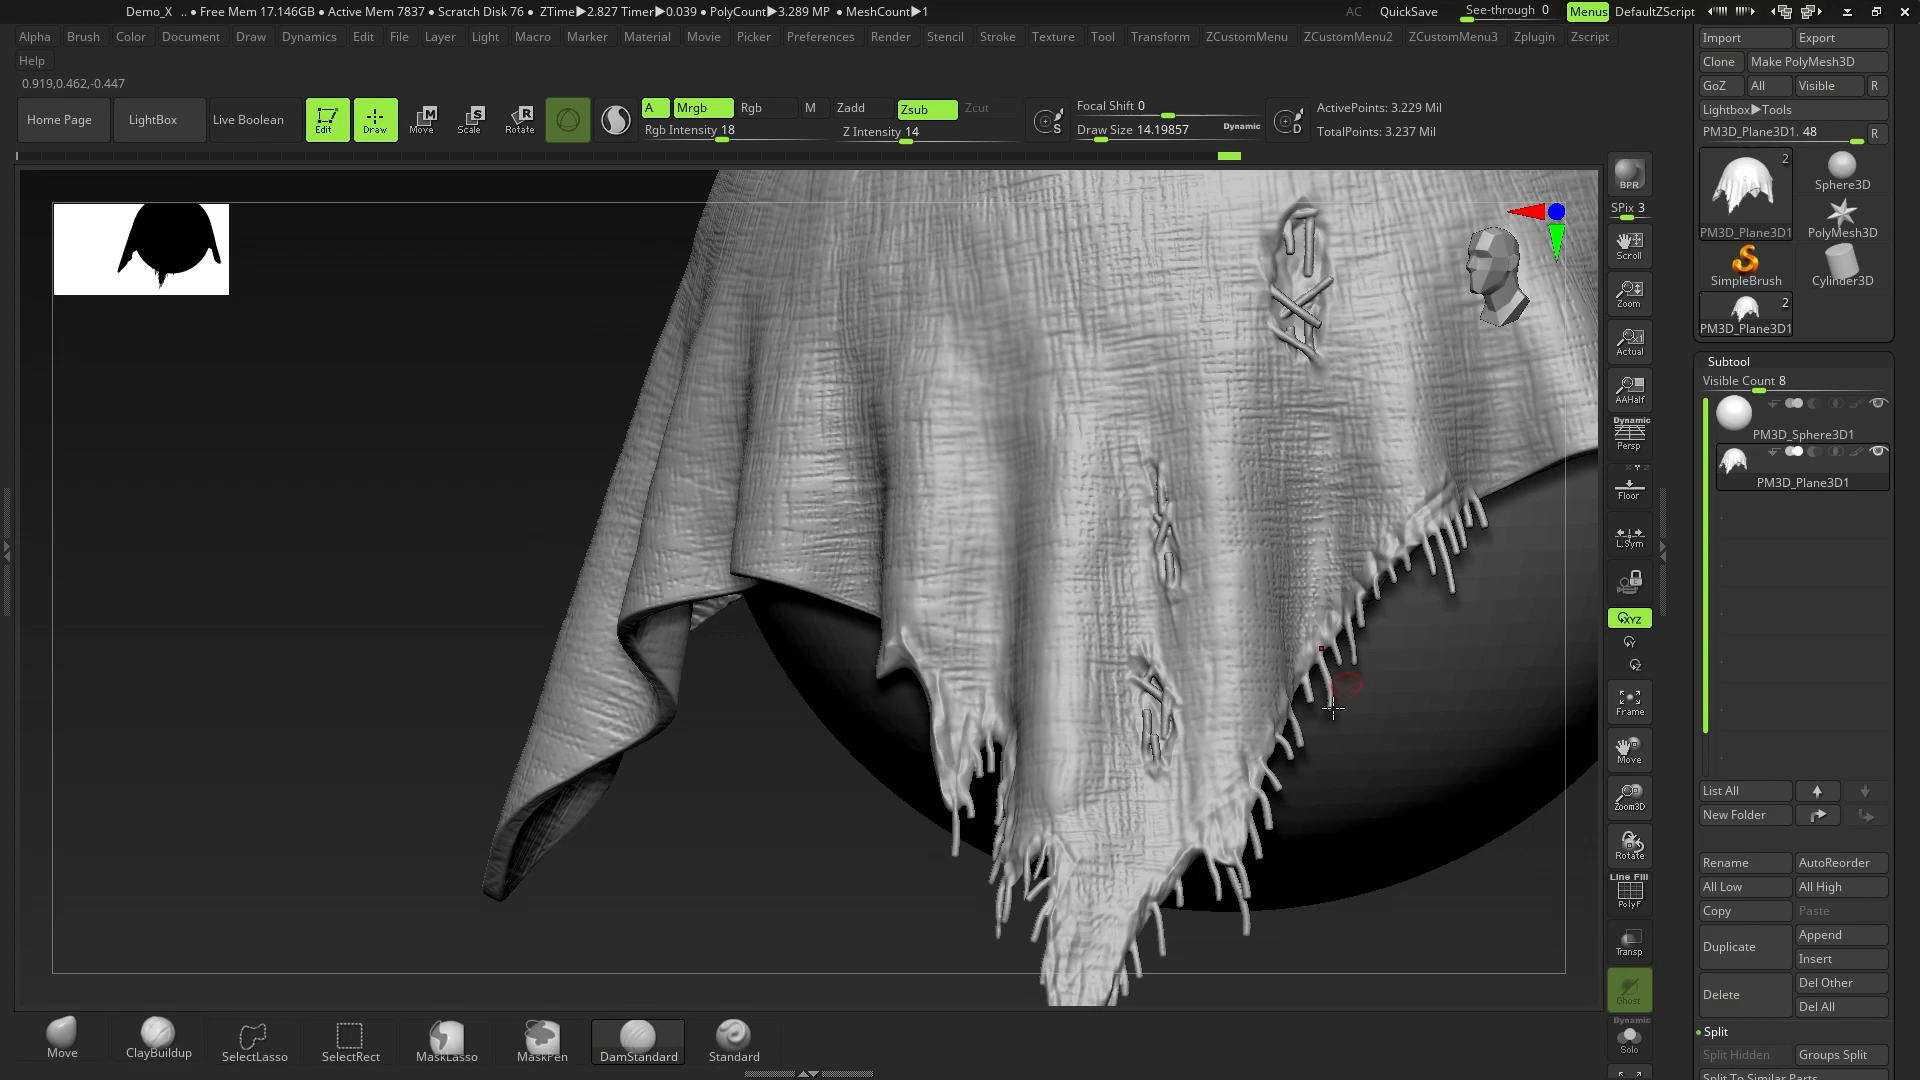 Demo_X .. ● Free Mem 17.146GB ● Active Mem 7837 ● Scratch Disk 76 ● ZTime▶2.827 Timer▶0.039 ● PolyCount▶3.289 MP ● MeshCount▶1
AC QuickSave See-through 0 Menus DefaultZScript
Alpha Brush Color Document Draw Dynamics Edit File Layer Light Macro Marker Material Movie Picker Preferences Render Stencil Stroke Texture Tool Transform ZCustomMenu ZCustomMenu2 ZCustomMenu3 Zplugin Zscript
Help
0.919,0.462,-0.447
Home Page LightBox Live Boolean
Edit Draw Move Scale Rotate
A Mrgb Rgb M Zadd Zsub Zcut
Rgb Intensity 18 Z Intensity 14
S
Focal Shift 0
Draw Size 14.19857 Dynamic
D
ActivePoints: 3.229 Mil
TotalPoints: 3.237 Mil
BPR
SPix 3
Scroll
Zoom
Actual
AAHalf
Dynamic
Persp
Floor
L.Sym
XYZ
Y
Z
Frame
Move
Zoom3D
Rotate
Line Fill
PolyF
Transp
Ghost
Dynamic
Solo
Import Export
Clone Make PolyMesh3D
GoZ All Visible R
Lightbox▶Tools
PM3D_Plane3D1. 48 R
2
PM3D_Plane3D1
Sphere3D
PolyMesh3D
SimpleBrush
Cylinder3D
2
PM3D_Plane3D1
Subtool
Visible Count 8
PM3D_Sphere3D1
PM3D_Plane3D1
List All
New Folder
Rename AutoReorder
All Low All High
Copy Paste
Duplicate Append
Insert
Delete Del Other
Del All
Split
Split Hidden Groups Split
Split To Similar Parts
Move ClayBuildup SelectLasso SelectRect MaskLasso MaskPen DamStandard Standard